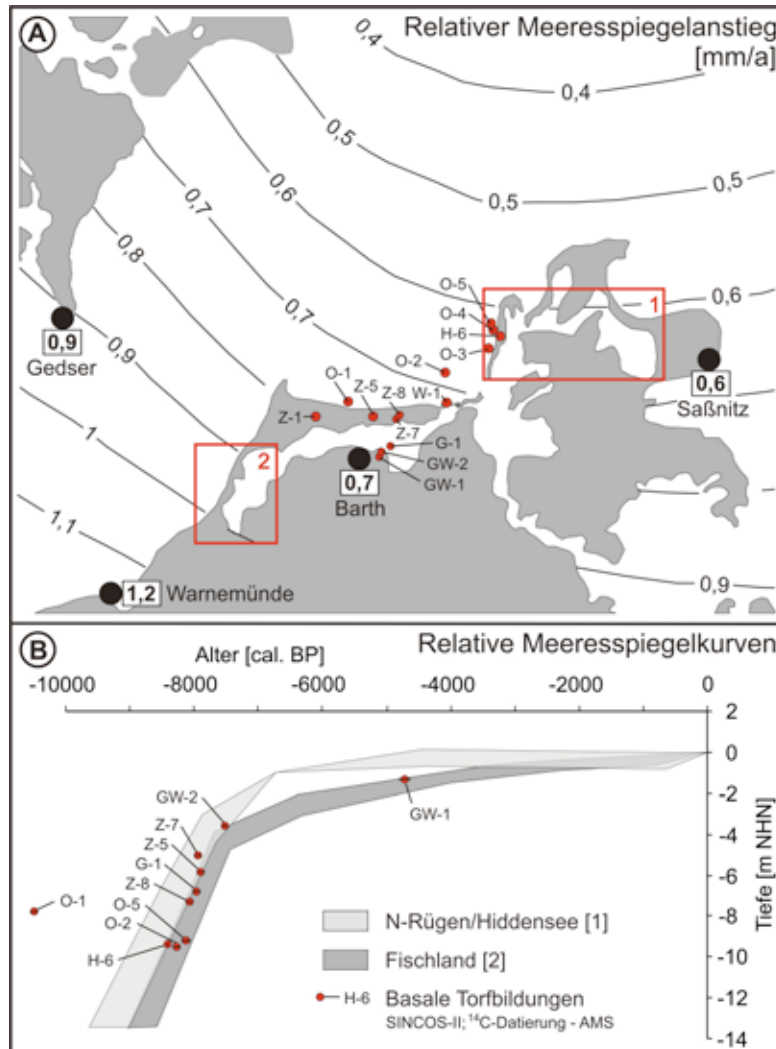 A
Relativer Meeresspiegelanstieg
[mm/a]
0,4
0,4
0,5
0,5
0,6
0,6
0,7
0,7
0,8
0,9
1
1,1
0,9
1
2
0,9
Gedser
O-5
O-4
H-6
O-3
O-2
O-1
Z-5
Z-8
W-1
Z-1
Z-7
G-1
GW-2
GW-1
0,6
Saßnitz
0,7
Barth
1,2
Warnemünde
B
Alter [cal. BP]
Relative Meeresspiegelkurven
-10000
-8000
-6000
-4000
-2000
0
2
0
-2
-4
-6
-8
-10
-12
-14
Tiefe [m NHN]
GW-2
Z-7
Z-5
G-1
Z-8
O-5
O-2
H-6
O-1
GW-1
N-Rügen/Hiddensee [1]
Fischland [2]
H-6 Basale Torfbildungen
SINCOS-II; ¹⁴C-Datierung - AMS